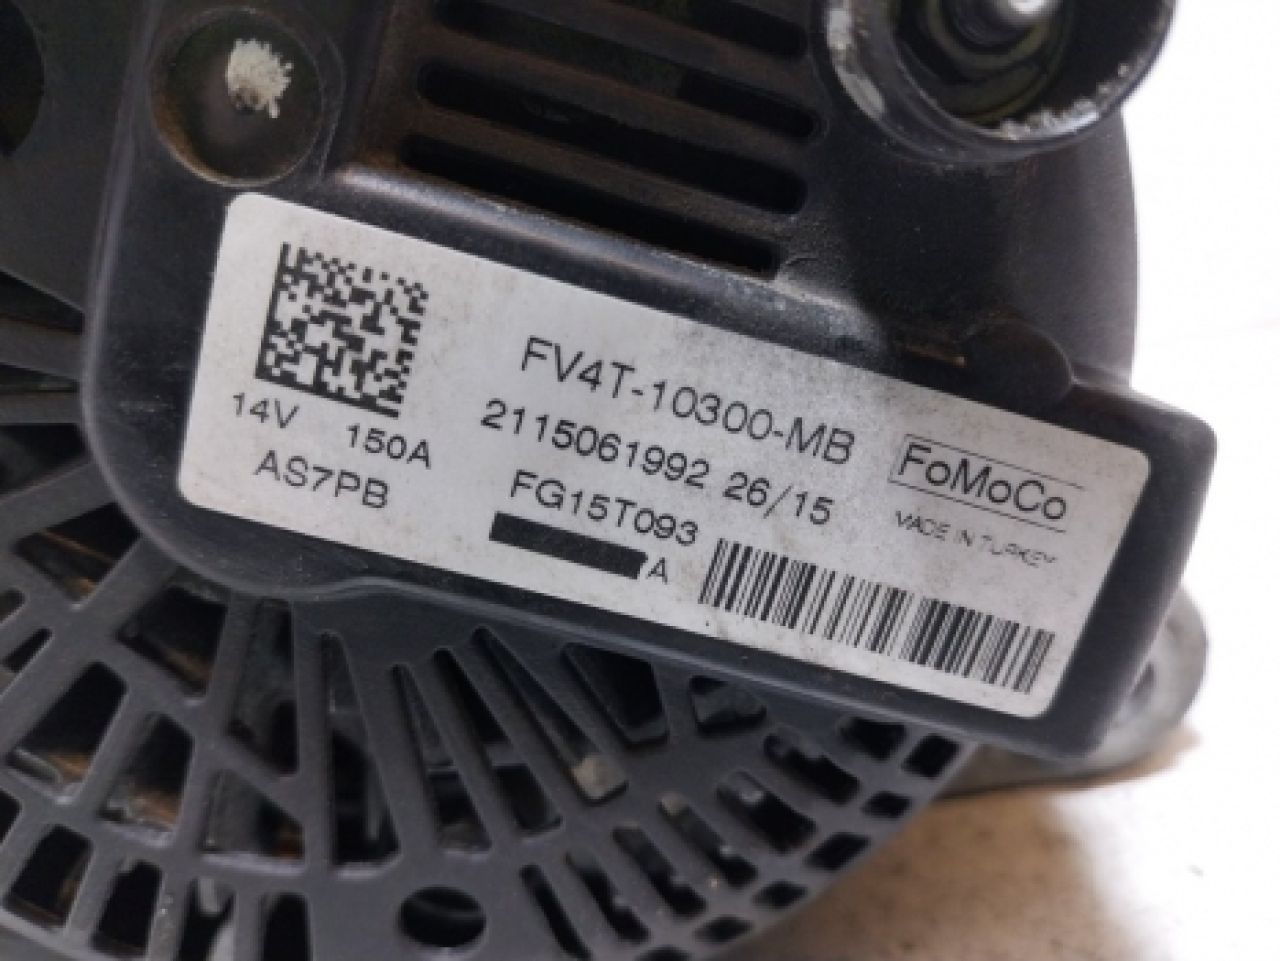 FV4T-10300-MB
2115061992 26/15
FG15T093
A
14V 150A
AS7PB
FoMoCo
MADE IN TURKEY